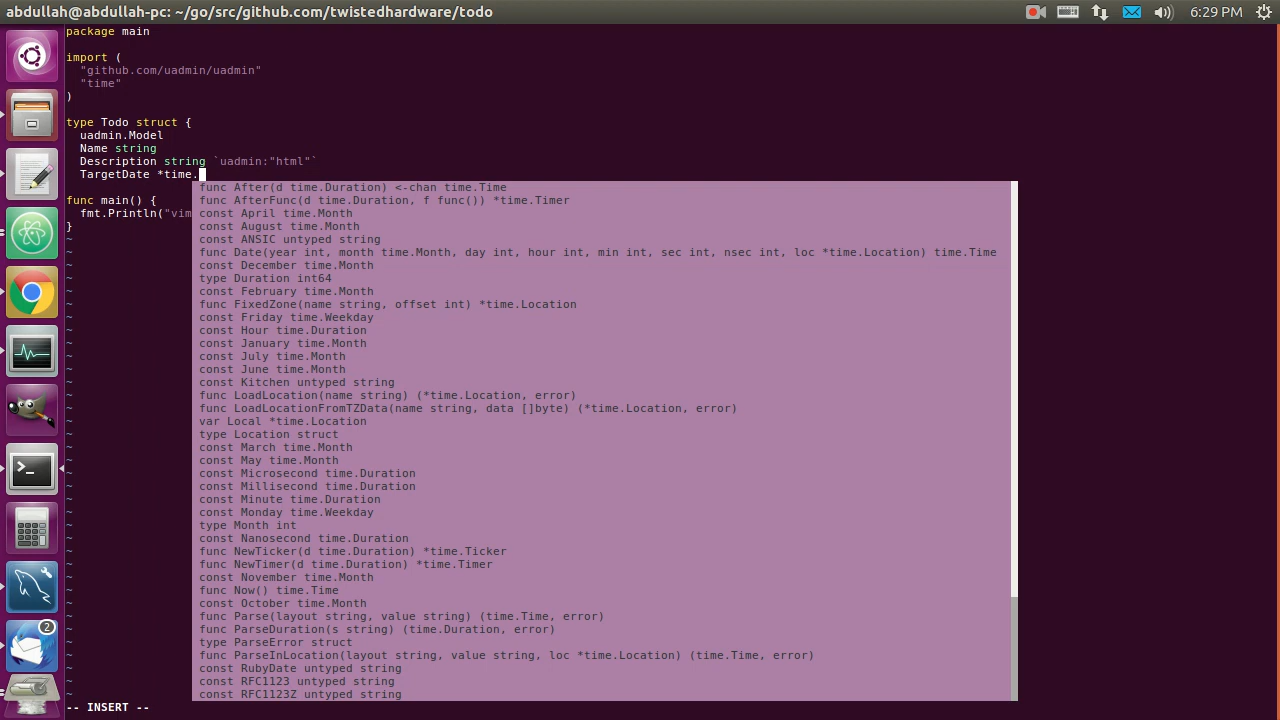 abdullah@abdullah-pc: ~/go/src/github.com/twistedhardware/todo
6:29 PM
package main
import (
"github.com/uadmin/uadmin"
"time"
)
type Todo struct {
uadmin.Model
Name string
Description string `uadmin:"html"`
TargetDate *time.
func After(d time.Duration) <-chan time.Time
func AfterFunc(d time.Duration, f func()) *time.Timer
func main() {
const April time.Month
fmt.Println("vim
const August time.Month
}
const ANSIC untyped string
~
func Date(year int, month time.Month, day int, hour int, min int, sec int, nsec int, loc *time.Location) time.Time
~
const December time.Month
~
type Duration int64
~
const February time.Month
~
func FixedZone(name string, offset int) *time.Location
~
const Friday time.Weekday
~
const Hour time.Duration
~
const January time.Month
~
const July time.Month
~
const June time.Month
~
const Kitchen untyped string
~
func LoadLocation(name string) (*time.Location, error)
~
func LoadLocationFromTZData(name string, data []byte) (*time.Location, error)
~
var Local *time.Location
~
type Location struct
~
const March time.Month
~
const May time.Month
~
const Microsecond time.Duration
~
const Millisecond time.Duration
~
const Minute time.Duration
~
const Monday time.Weekday
~
type Month int
~
const Nanosecond time.Duration
~
func NewTicker(d time.Duration) *time.Ticker
~
func NewTimer(d time.Duration) *time.Timer
~
const November time.Month
~
func Now() time.Time
~
const October time.Month
~
func Parse(layout string, value string) (time.Time, error)
~
func ParseDuration(s string) (time.Duration, error)
~
type ParseError struct
~
func ParseInLocation(layout string, value string, loc *time.Location) (time.Time, error)
~
const RubyDate untyped string
~
const RFC1123 untyped string
~
const RFC1123Z untyped string
~
-- INSERT --
2